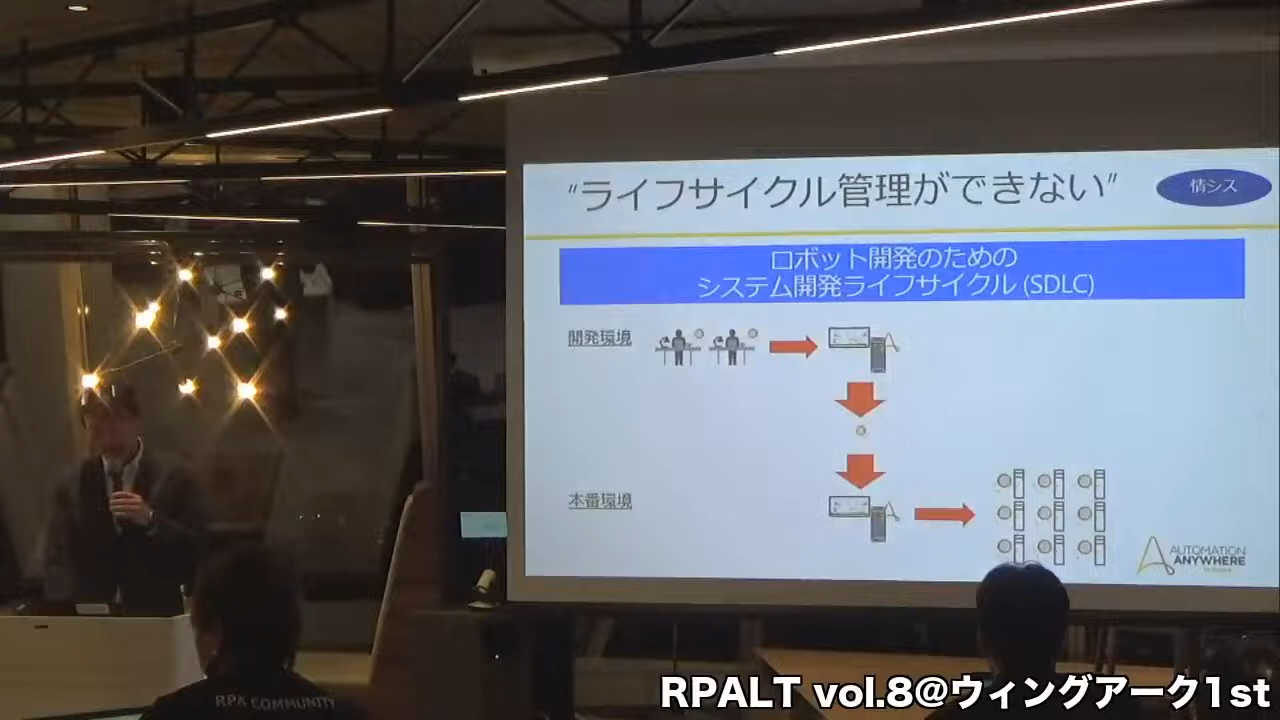 “ライフサイクル管理ができない”
情シス
ロボット開発のための
システム開発ライフサイクル (SDLC)
開発環境
本番環境
AUTOMATION
ANYWHERE
RPA COMMUNITY
RPALT vol.8@ウィングアーク1st